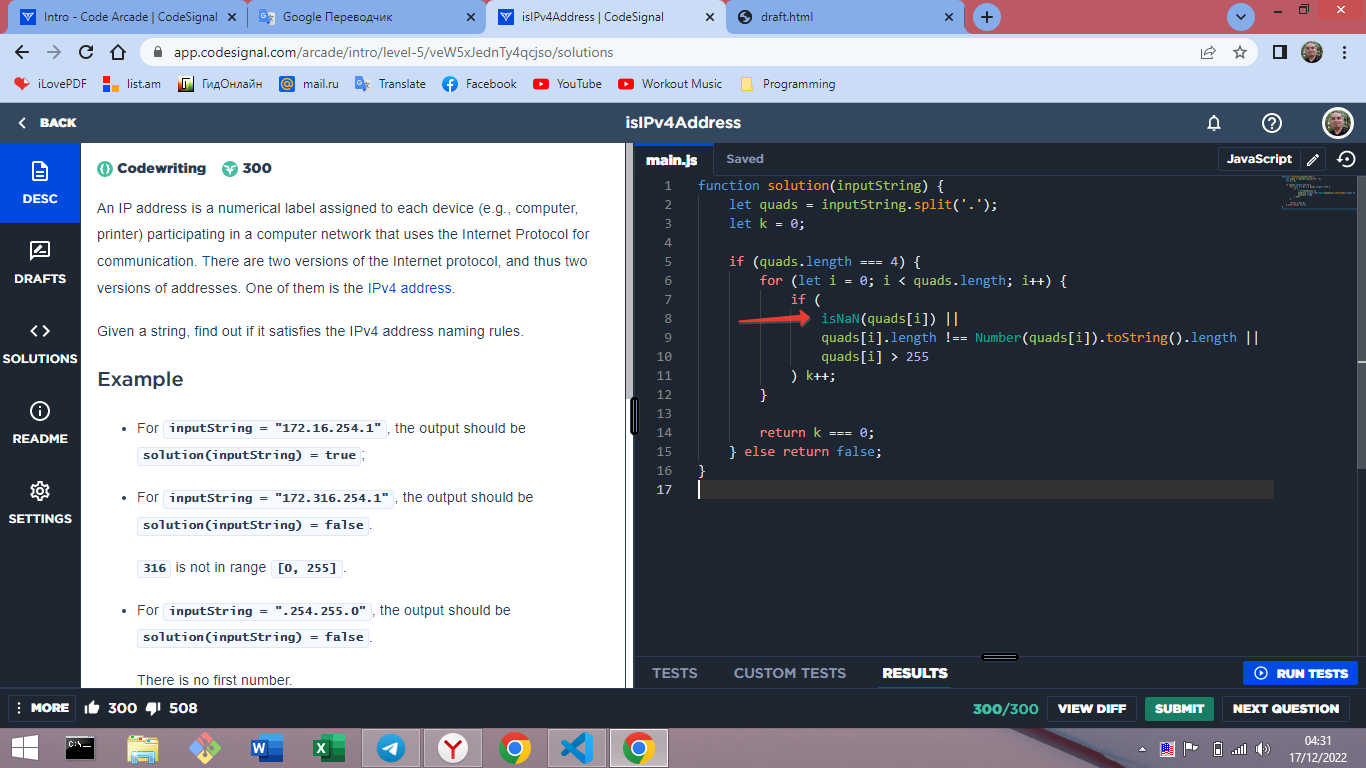 Intro - Code Arcade | CodeSignal
Google Переводчик
isIPv4Address | CodeSignal
draft.html
app.codesignal.com/arcade/intro/level-5/veW5xJednTy4qcjso/solutions
iLovePDF
list.am
ГидОнлайн
mail.ru
Translate
Facebook
YouTube
Workout Music
Programming
BACK
isIPv4Address
DESC
DRAFTS
SOLUTIONS
README
SETTINGS
Codewriting
300
An IP address is a numerical label assigned to each device (e.g., computer,
printer) participating in a computer network that uses the Internet Protocol for
communication. There are two versions of the Internet protocol, and thus two
versions of addresses. One of them is the IPv4 address.
Given a string, find out if it satisfies the IPv4 address naming rules.
Example
• For inputString = "172.16.254.1", the output should be
solution(inputString) = true;
• For inputString = "172.316.254.1", the output should be
solution(inputString) = false.
316 is not in range [0, 255].
• For inputString = ".254.255.0", the output should be
solution(inputString) = false.
There is no first number.
main.js
Saved
JavaScript
1 function solution(inputString) {
2 let quads = inputString.split('.');
3 let k = 0;
4
5 if (quads.length === 4) {
6 for (let i = 0; i < quads.length; i++) {
7 if (
8 isNaN(quads[i]) ||
9 quads[i].length !== Number(quads[i]).toString().length ||
10 quads[i] > 255
11 ) k++;
12 }
13
14 return k === 0;
15 } else return false;
16 }
17
TESTS
CUSTOM TESTS
RESULTS
RUN TESTS
MORE
300
508
300/300
VIEW DIFF
SUBMIT
NEXT QUESTION
04:31
17/12/2022